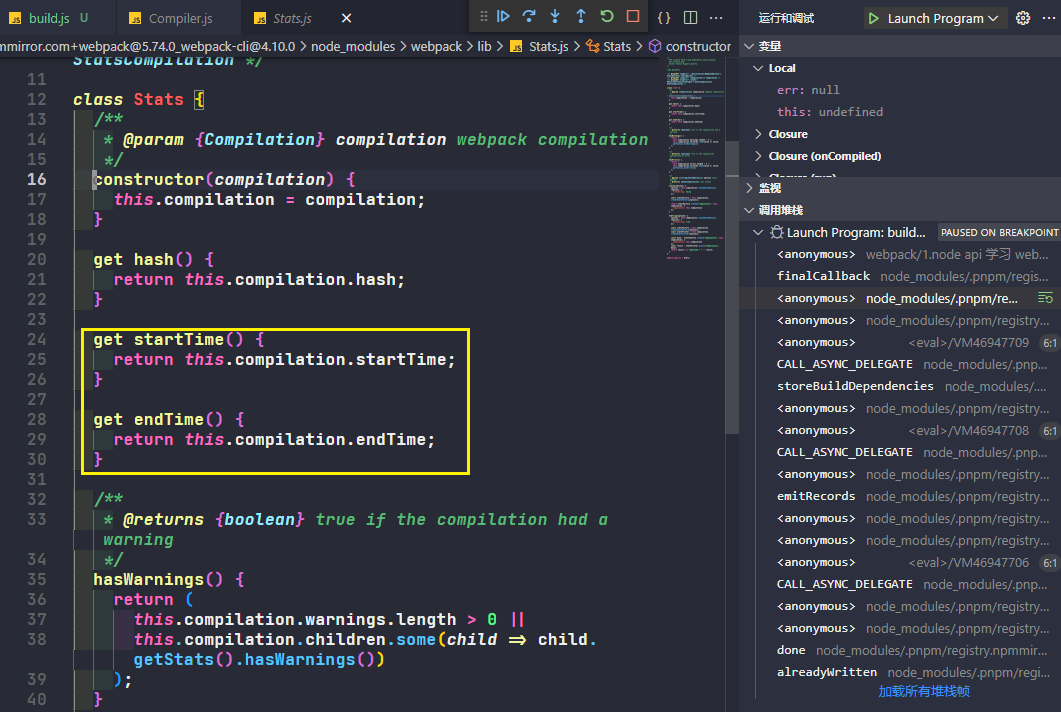 build.js U Compiler.js Stats.js
mmirror.com+webpack@5.74.0_webpack-cli@4.10.0 > node_modules > webpack > lib > Stats.js > Stats > constructor
StatsCompilation */
11
12 class Stats {
13 /**
14 * @param {Compilation} compilation webpack compilation
15 */
16 constructor(compilation) {
17 this.compilation = compilation;
18 }
19
20 get hash() {
21 return this.compilation.hash;
22 }
23
24 get startTime() {
25 return this.compilation.startTime;
26 }
27
28 get endTime() {
29 return this.compilation.endTime;
30 }
31
32 /**
33 * @returns {boolean} true if the compilation had a
warning
34 */
35 hasWarnings() {
36 return (
37 this.compilation.warnings.length > 0 ||
38 this.compilation.children.some(child => child.
getStats().hasWarnings())
39 );
40 }
运行和调试 Launch Program
变量
Local
err: null
this: undefined
Closure
Closure (onCompiled)
Closure (run)
监视
调用堆栈
Launch Program: build... PAUSED ON BREAKPOINT
<anonymous> webpack/1.node api 学习 web...
finalCallback node_modules/.pnpm/regis...
<anonymous> node_modules/.pnpm/re...
<anonymous> node_modules/.pnpm/registry...
<anonymous> <eval>/VM46947709 6:1
CALL_ASYNC_DELEGATE node_modules/.pnp...
storeBuildDependencies node_modules/....
<anonymous> node_modules/.pnpm/registry...
<anonymous> <eval>/VM46947708 6:1
CALL_ASYNC_DELEGATE node_modules/.pnp...
<anonymous> node_modules/.pnpm/registry...
emitRecords node_modules/.pnpm/registry...
<anonymous> node_modules/.pnpm/registry...
<anonymous> node_modules/.pnpm/registry...
<anonymous> <eval>/VM46947706 6:1
CALL_ASYNC_DELEGATE node_modules/.pnp...
<anonymous> node_modules/.pnpm/registry...
<anonymous> node_modules/.pnpm/registry...
done node_modules/.pnpm/registry.npmmir...
alreadyWritten node_modules/.pnpm/regi...
加载所有堆栈帧